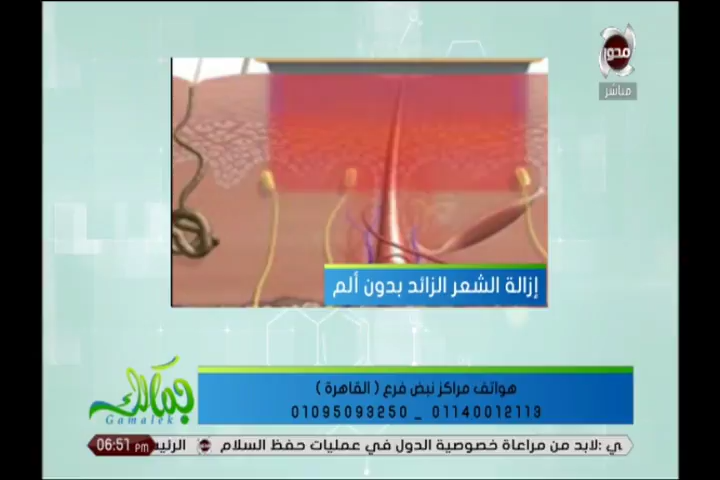 محور
مباشر
إزالة الشعر الزائد بدون ألم
جمالك
Gamalek
هواتف مراكز نبض فرع ( القاهرة )
01095093250 _ 01140012113
06:51 PM
ي :لابد من مراعاة خصوصية الدول في عمليات حفظ السلام